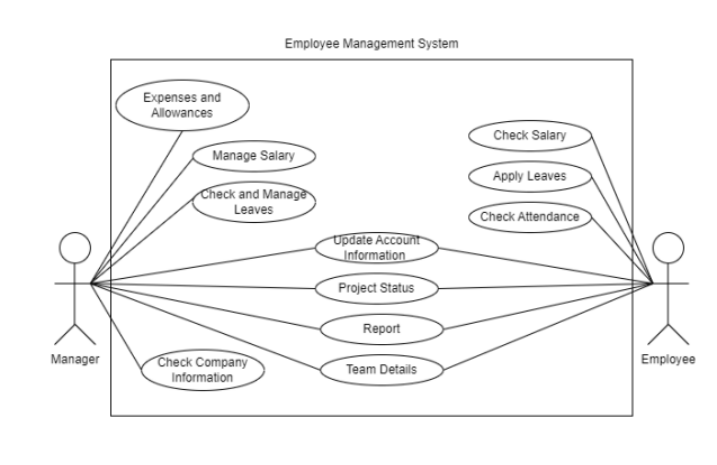 Employee Management System
Expenses and
Allowances
Manage Salary
Check and Manage
Leaves
Check Salary
Apply Leaves
Check Attendance
Update Account
Information
Project Status
Report
Team Details
Check Company
Information
Manager
Employee